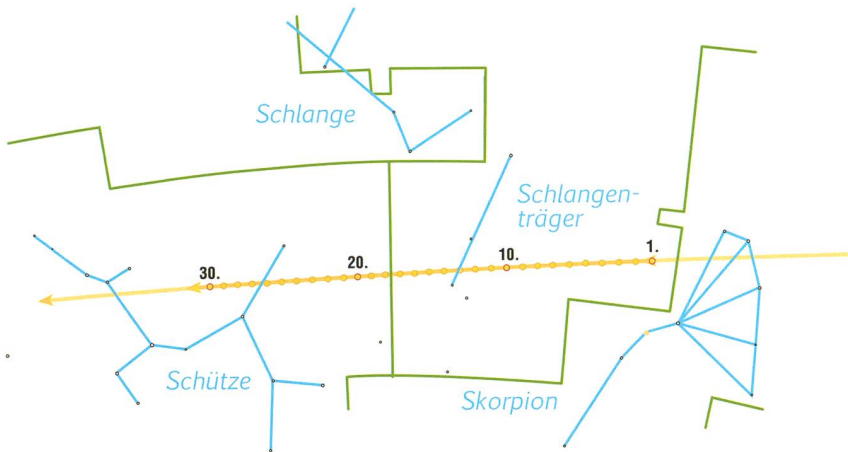 Schlange
Schlangen-
träger
30.
20.
10.
1.
Schütze
Skorpion